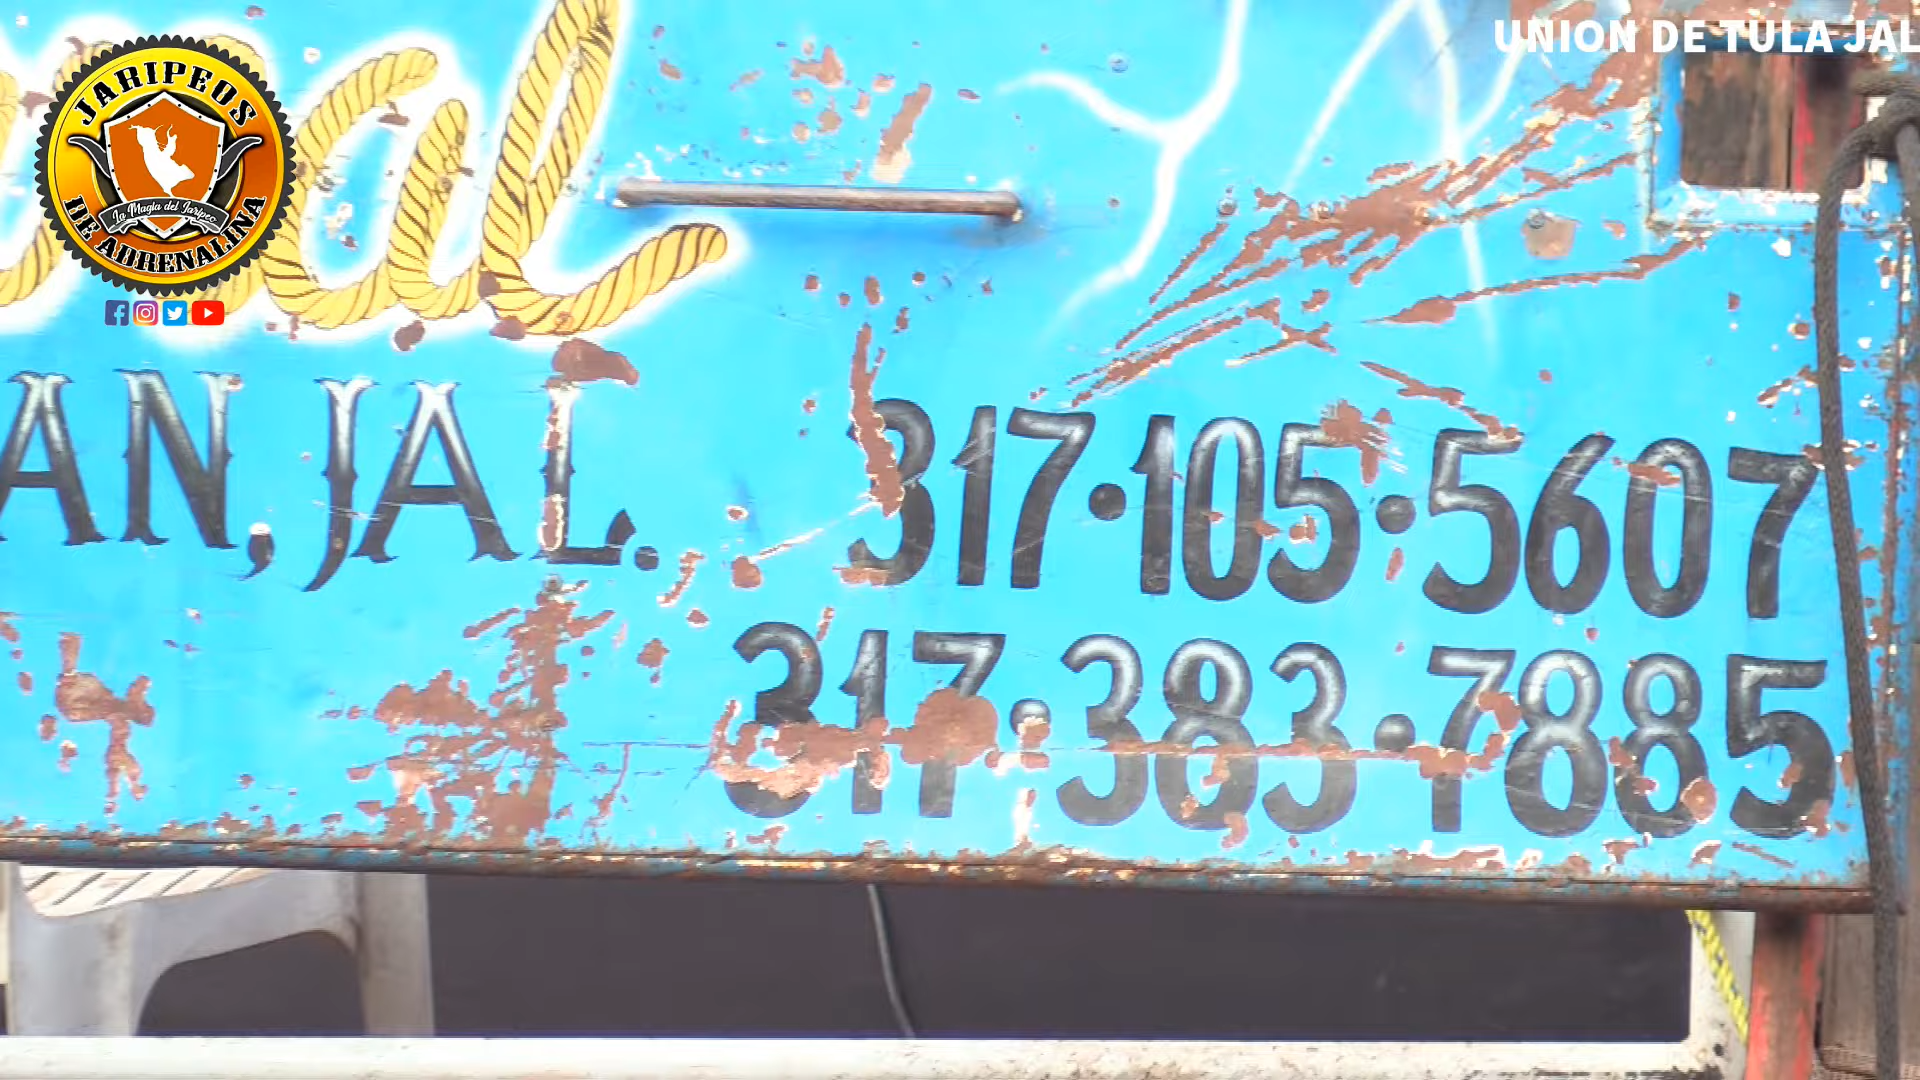 UNION DE TULA JAL
JARIPEOS
La Magia del Jaripeo
DE ADRENALINA
AN, JAL.
317·105·5607
317·383·7885